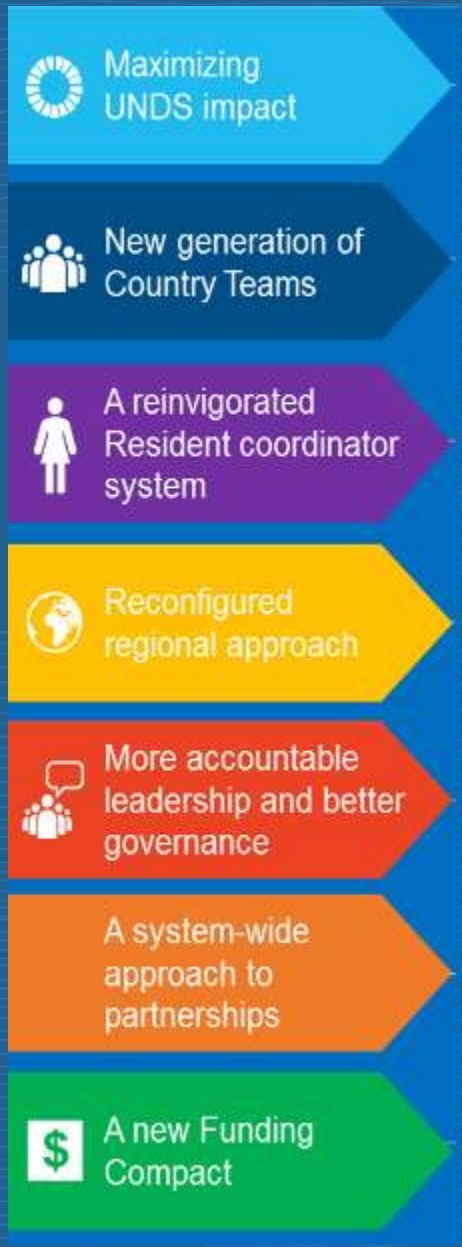 Maximizing
UNDS impact
New generation of
Country Teams
A reinvigorated
Resident coordinator
system
Reconfigured
regional approach
More accountable
leadership and better
governance
A system-wide
approach to
partnerships
$
A new Funding
Compact